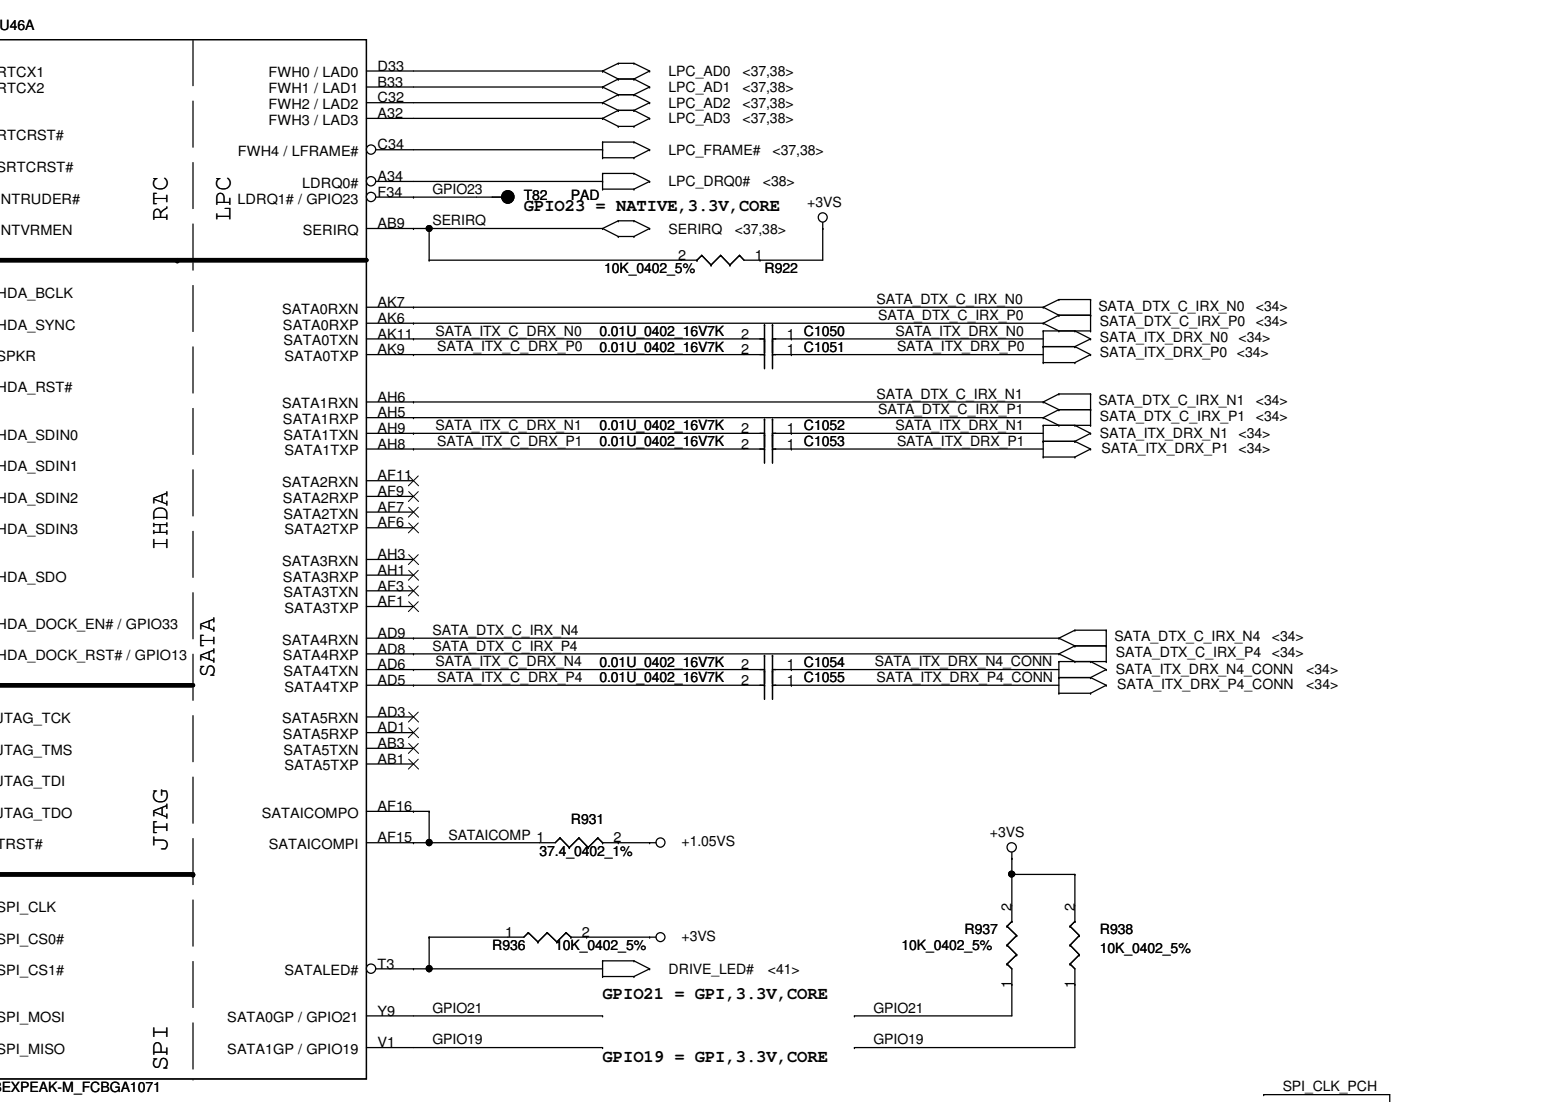 U46A
RTCX1
RTCX2
RTCRST#
SRTCRST#
NTRUDER#
NTVRMEN
RTC
LPC
FWH0 / LAD0 D33 LPC_AD0 <37,38>
FWH1 / LAD1 B33 LPC_AD1 <37,38>
FWH2 / LAD2 C32 LPC_AD2 <37,38>
FWH3 / LAD3 A32 LPC_AD3 <37,38>
FWH4 / LFRAME# C34 LPC_FRAME# <37,38>
LDRQ0# A34 LPC_DRQ0# <38>
LDRQ1# / GPIO23 F34 GPIO23 T82 PAD
GPIO23 = NATIVE,3.3V,CORE
+3VS
SERIRQ AB9 SERIRQ SERIRQ <37,38>
2 1
10K_0402_5% R922
HDA_BCLK
HDA_SYNC
SPKR
HDA_RST#
HDA_SDIN0
HDA_SDIN1
HDA_SDIN2
HDA_SDIN3
HDA_SDO
HDA_DOCK_EN# / GPIO33
HDA_DOCK_RST# / GPIO13
IHDA
SATA
SATA0RXN AK7 SATA_DTX_C_IRX_N0 SATA_DTX_C_IRX_N0 <34>
SATA0RXP AK6 SATA_DTX_C_IRX_P0 SATA_DTX_C_IRX_P0 <34>
SATA0TXN AK11 SATA_ITX_C_DRX_N0 0.01U_0402_16V7K 2 1 C1050 SATA_ITX_DRX_N0 SATA_ITX_DRX_N0 <34>
SATA0TXP AK9 SATA_ITX_C_DRX_P0 0.01U_0402_16V7K 2 1 C1051 SATA_ITX_DRX_P0 SATA_ITX_DRX_P0 <34>
SATA1RXN AH6 SATA_DTX_C_IRX_N1 SATA_DTX_C_IRX_N1 <34>
SATA1RXP AH5 SATA_DTX_C_IRX_P1 SATA_DTX_C_IRX_P1 <34>
SATA1TXN AH9 SATA_ITX_C_DRX_N1 0.01U_0402_16V7K 2 1 C1052 SATA_ITX_DRX_N1 SATA_ITX_DRX_N1 <34>
SATA1TXP AH8 SATA_ITX_C_DRX_P1 0.01U_0402_16V7K 2 1 C1053 SATA_ITX_DRX_P1 SATA_ITX_DRX_P1 <34>
SATA2RXN AF11
SATA2RXP AF9
SATA2TXN AF7
SATA2TXP AF6
SATA3RXN AH3
SATA3RXP AH1
SATA3TXN AF3
SATA3TXP AF1
SATA4RXN AD9 SATA_DTX_C_IRX_N4 SATA_DTX_C_IRX_N4 <34>
SATA4RXP AD8 SATA_DTX_C_IRX_P4 SATA_DTX_C_IRX_P4 <34>
SATA4TXN AD6 SATA_ITX_C_DRX_N4 0.01U_0402_16V7K 2 1 C1054 SATA_ITX_DRX_N4_CONN SATA_ITX_DRX_N4_CONN <34>
SATA4TXP AD5 SATA_ITX_C_DRX_P4 0.01U_0402_16V7K 2 1 C1055 SATA_ITX_DRX_P4_CONN SATA_ITX_DRX_P4_CONN <34>
SATA5RXN AD3
SATA5RXP AD1
SATA5TXN AB3
SATA5TXP AB1
JTAG_TCK
JTAG_TMS
JTAG_TDI
JTAG_TDO
TRST#
JTAG
SATAICOMPO AF16
R931
SATAICOMPI AF15 SATAICOMP 1 2 +1.05VS
37.4_0402_1%
SPI_CLK
SPI_CS0#
SPI_CS1#
SPI_MOSI
SPI_MISO
SPI
1 2 +3VS
R936 10K_0402_5%
SATALED# T3 DRIVE_LED# <41>
GPIO21 = GPI,3.3V,CORE
SATA0GP / GPIO21 Y9 GPIO21 GPIO21
SATA1GP / GPIO19 V1 GPIO19 GPIO19
GPIO19 = GPI,3.3V,CORE
+3VS
2 2
R937 R938
10K_0402_5% 10K_0402_5%
1 1
BEXPEAK-M_FCBGA1071
SPI_CLK_PCH